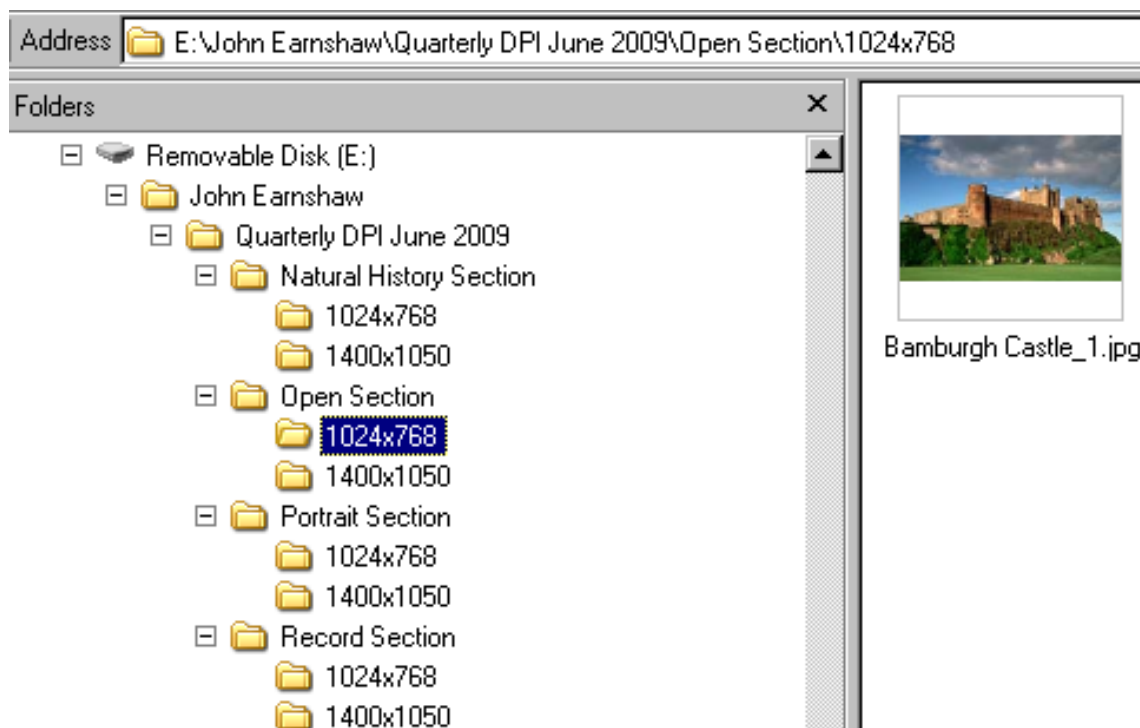 Address E:\John Earnshaw\Quarterly DPI June 2009\Open Section\1024x768
Folders
Removable Disk (E:)
John Earnshaw
Quarterly DPI June 2009
Natural History Section
1024x768
1400x1050
Open Section
1024x768
1400x1050
Portrait Section
1024x768
1400x1050
Record Section
1024x768
1400x1050
Bamburgh Castle_1.jpg